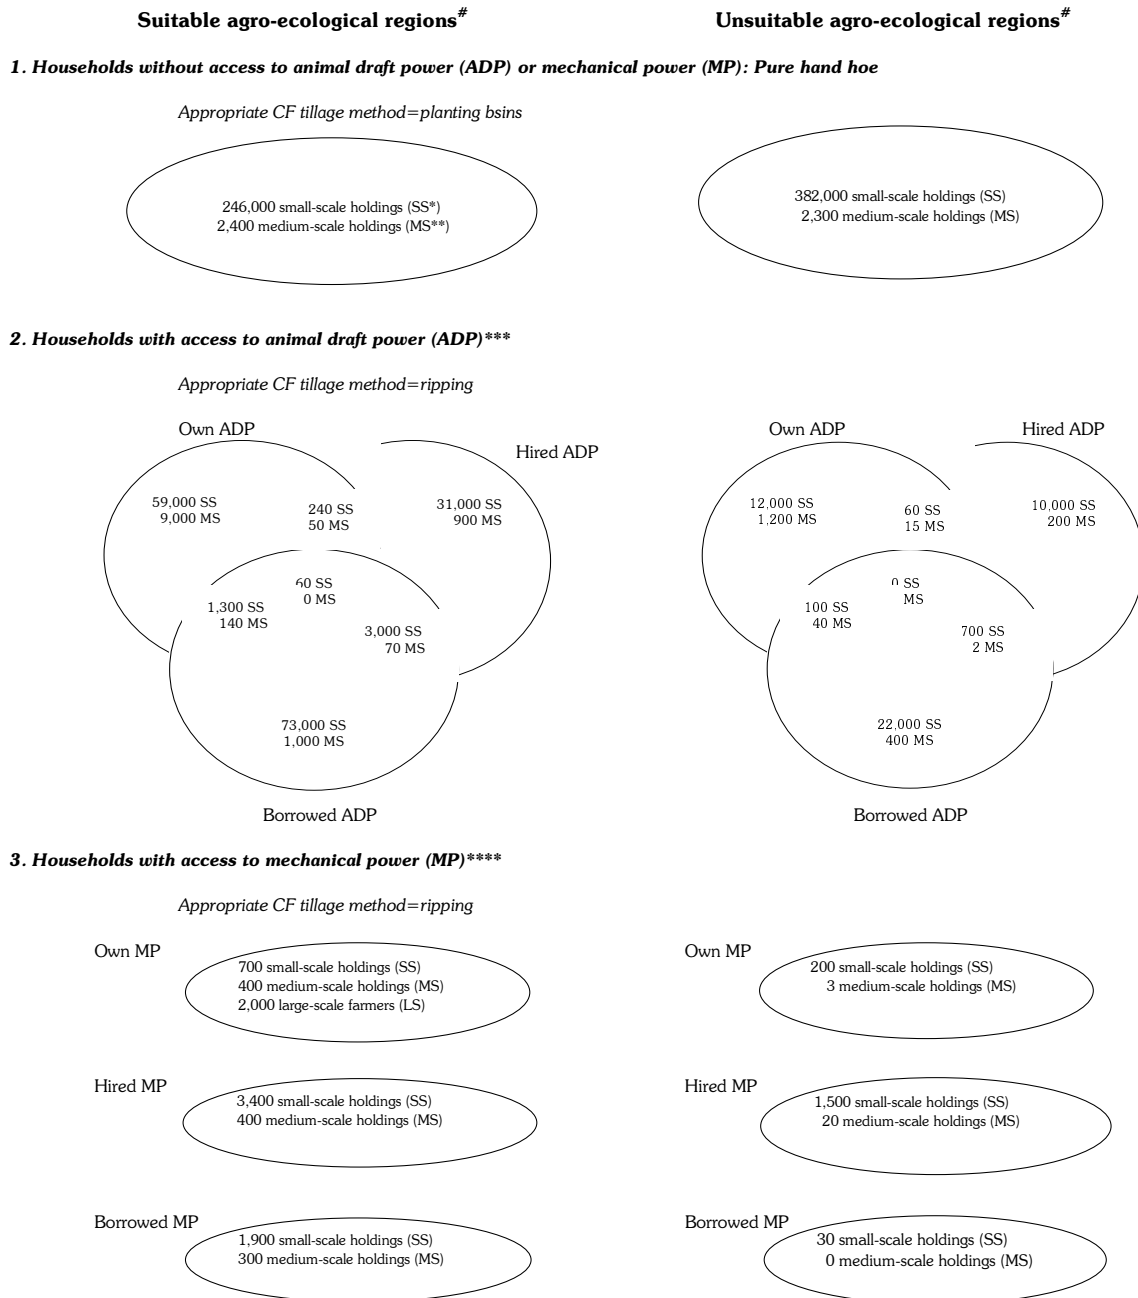 Suitable agro-ecological regions#
Unsuitable agro-ecological regions#
1. Households without access to animal draft power (ADP) or mechanical power (MP): Pure hand hoe
Appropriate CF tillage method=planting bsins
246,000 small-scale holdings (SS*)
2,400 medium-scale holdings (MS**)
382,000 small-scale holdings (SS)
2,300 medium-scale holdings (MS)
2. Households with access to animal draft power (ADP)***
Appropriate CF tillage method=ripping
Own ADP
Hired ADP
59,000 SS
9,000 MS
240 SS
50 MS
31,000 SS
900 MS
60 SS
0 MS
1,300 SS
140 MS
3,000 SS
70 MS
73,000 SS
1,000 MS
Borrowed ADP
Own ADP
Hired ADP
12,000 SS
1,200 MS
60 SS
15 MS
10,000 SS
200 MS
0 SS
MS
100 SS
40 MS
700 SS
2 MS
22,000 SS
400 MS
Borrowed ADP
3. Households with access to mechanical power (MP)****
Appropriate CF tillage method=ripping
Own MP
700 small-scale holdings (SS)
400 medium-scale holdings (MS)
2,000 large-scale farmers (LS)
Own MP
200 small-scale holdings (SS)
3 medium-scale holdings (MS)
Hired MP
3,400 small-scale holdings (SS)
400 medium-scale holdings (MS)
Hired MP
1,500 small-scale holdings (SS)
20 medium-scale holdings (MS)
Borrowed MP
1,900 small-scale holdings (SS)
300 medium-scale holdings (MS)
Borrowed MP
30 small-scale holdings (SS)
0 medium-scale holdings (MS)